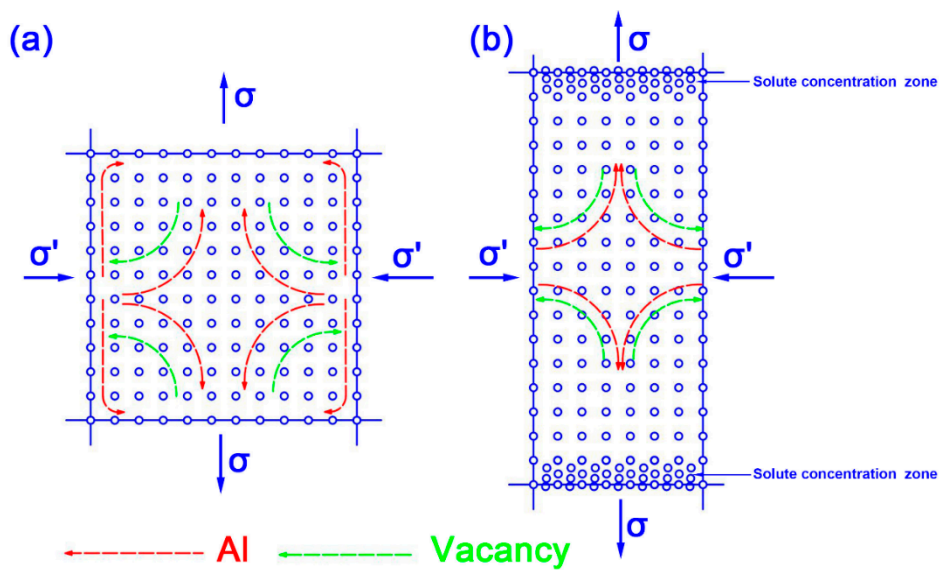 (a)
(b)
σ
σ
Solute concentration zone
σ'
σ'
σ'
σ'
σ
σ
Solute concentration zone
Al
Vacancy